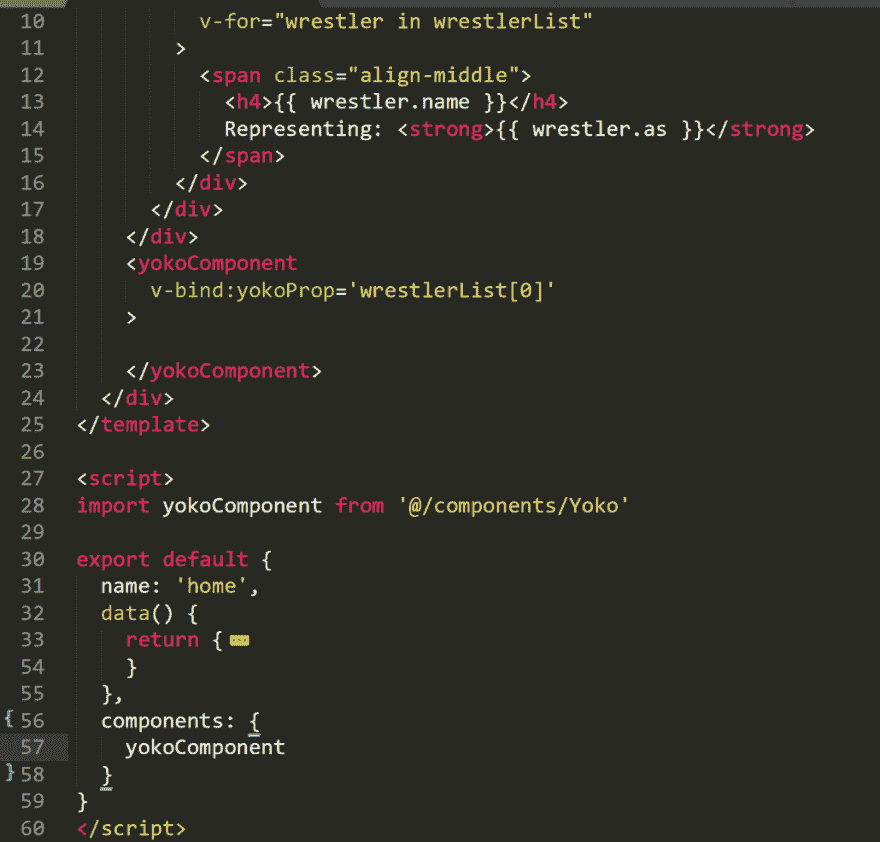 10 v-for="wrestler in wrestlerList"
11 >
12 <span class="align-middle">
13 <h4>{{ wrestler.name }}</h4>
14 Representing: <strong>{{ wrestler.as }}</strong>
15 </span>
16 </div>
17 </div>
18 </div>
19 <yokoComponent
20 v-bind:yokoProp='wrestlerList[0]'
21 >
22
23 </yokoComponent>
24 </div>
25 </template>
26
27 <script>
28 import yokoComponent from '@/components/Yoko'
29
30 export default {
31 name: 'home',
32 data() {
33 return { ...
54 }
55 },
{ 56 components: {
57 yokoComponent
} 58 }
59 }
60 </script>